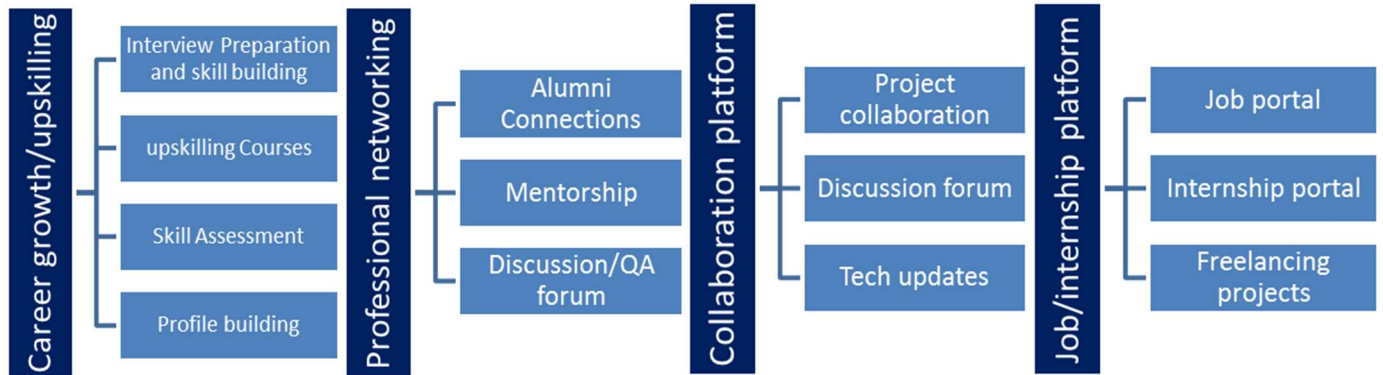 Career growth/upskilling
Interview Preparation
and skill building
upskilling Courses
Skill Assessment
Profile building
Professional networking
Alumni
Connections
Mentorship
Discussion/QA
forum
Collaboration platform
Project
collaboration
Discussion forum
Tech updates
Job/internship platform
Job portal
Internship portal
Freelancing
projects